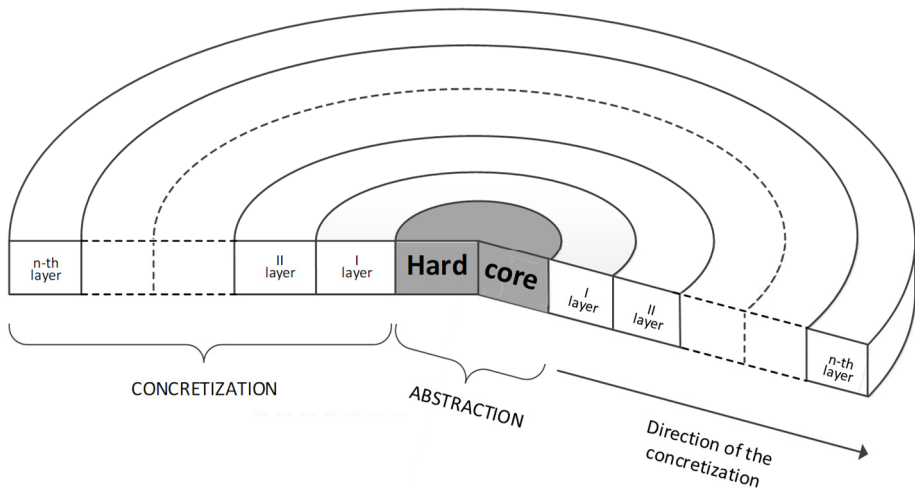 n-th
layer
II
layer
I
layer
Hard
core
I
layer
II
layer
n-th
layer
CONCRETIZATION
ABSTRACTION
Direction of the
concretization